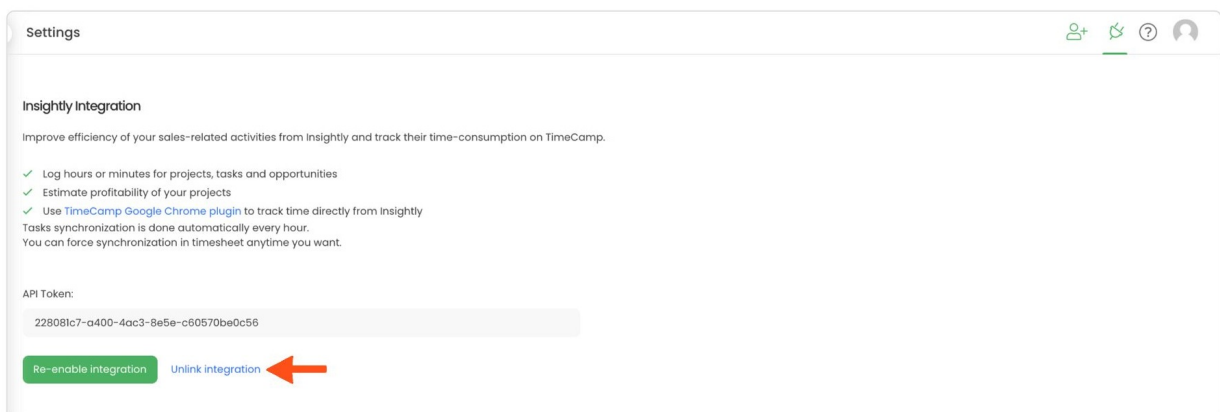 Settings
Insightly Integration
Improve efficiency of your sales-related activities from Insightly and track their time-consumption on TimeCamp.
Log hours or minutes for projects, tasks and opportunities
Estimate profitability of your projects
Use TimeCamp Google Chrome plugin to track time directly from Insightly
Tasks synchronization is done automatically every hour.
You can force synchronization in timesheet anytime you want.
API Token:
228081c7-a400-4ac3-8e5e-c60570be0c56
Re-enable integration Unlink integration